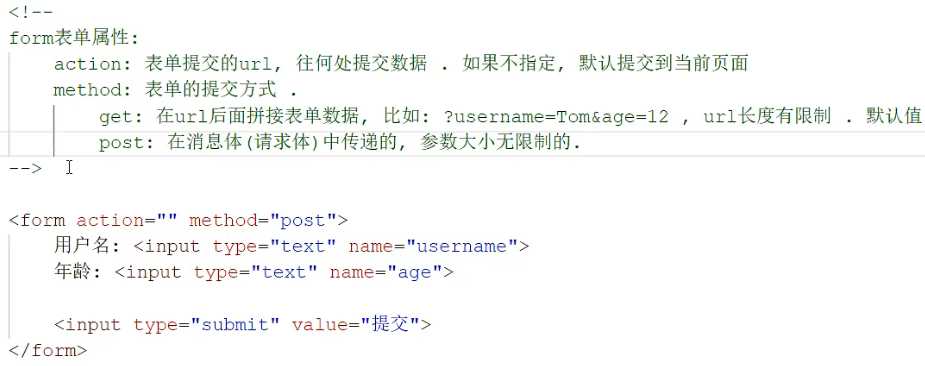 <!--
form表单属性:
action: 表单提交的url, 往何处提交数据 . 如果不指定, 默认提交到当前页面
method: 表单的提交方式 .
get: 在url后面拼接表单数据, 比如: ?username=Tom&age=12 , url长度有限制 . 默认值
post: 在消息体(请求体)中传递的, 参数大小无限制的.
-->
<form action="" method="post">
用户名: <input type="text" name="username">
年龄: <input type="text" name="age">
<input type="submit" value="提交">
</form>